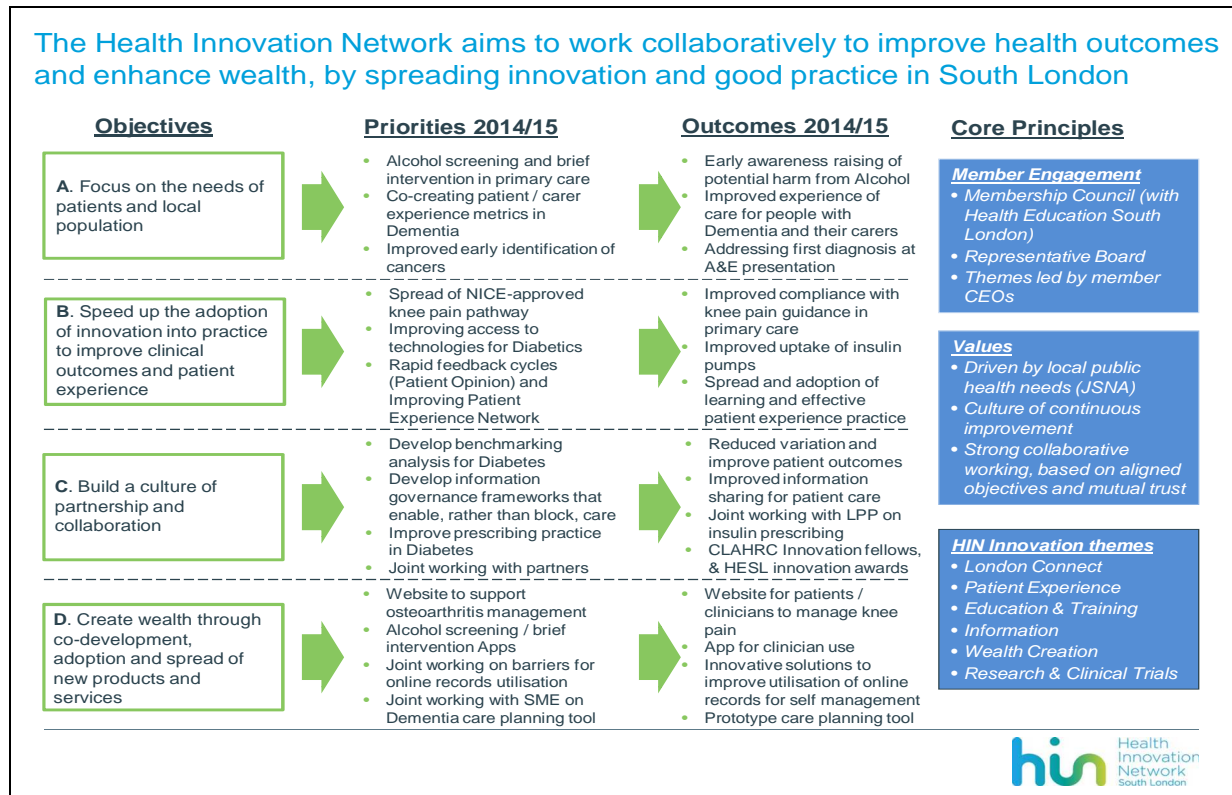 The Health Innovation Network aims to work collaboratively to improve health outcomes
and enhance wealth, by spreading innovation and good practice in South London
Objectives
Priorities 2014/15
Outcomes 2014/15
Core Principles
A. Focus on the needs of
patients and local
population
• Alcohol screening and brief
intervention in primary care
• Co-creating patient / carer
experience metrics in
Dementia
• Improved early identification of
cancers
• Early awareness raising of
potential harm from Alcohol
• Improved experience of
care for people with
Dementia and their carers
• Addressing first diagnosis at
A&E presentation
B. Speed up the adoption
of innovation into practice
to improve clinical
outcomes and patient
experience
• Spread of NICE-approved
knee pain pathway
• Improving access to
technologies for Diabetics
• Rapid feedback cycles
(Patient Opinion) and
Improving Patient
Experience Network
• Improved compliance with
knee pain guidance in
primary care
• Improved uptake of insulin
pumps
• Spread and adoption of
learning and effective
patient experience practice
C. Build a culture of
partnership and
collaboration
• Develop benchmarking
analysis for Diabetes
• Develop information
governance frameworks that
enable, rather than block, care
• Improve prescribing practice
in Diabetes
• Joint working with partners
• Reduced variation and
improve patient outcomes
• Improved information
sharing for patient care
• Joint working with LPP on
insulin prescribing
• CLAHRC Innovation fellows,
& HESL innovation awards
D. Create wealth through
co-development,
adoption and spread of
new products and
services
• Website to support
osteoarthritis management
• Alcohol screening / brief
intervention Apps
• Joint working on barriers for
online records utilisation
• Joint working with SME on
Dementia care planning tool
• Website for patients /
clinicians to manage knee
pain
• App for clinician use
• Innovative solutions to
improve utilisation of online
records for self management
• Prototype care planning tool
Member Engagement
• Membership Council (with
Health Education South
London)
• Representative Board
• Themes led by member
CEOs
Values
• Driven by local public
health needs (JSNA)
• Culture of continuous
improvement
• Strong collaborative
working, based on aligned
objectives and mutual trust
HIN Innovation themes
• London Connect
• Patient Experience
• Education & Training
• Information
• Wealth Creation
• Research & Clinical Trials
hin
Health
Innovation
Network
South London